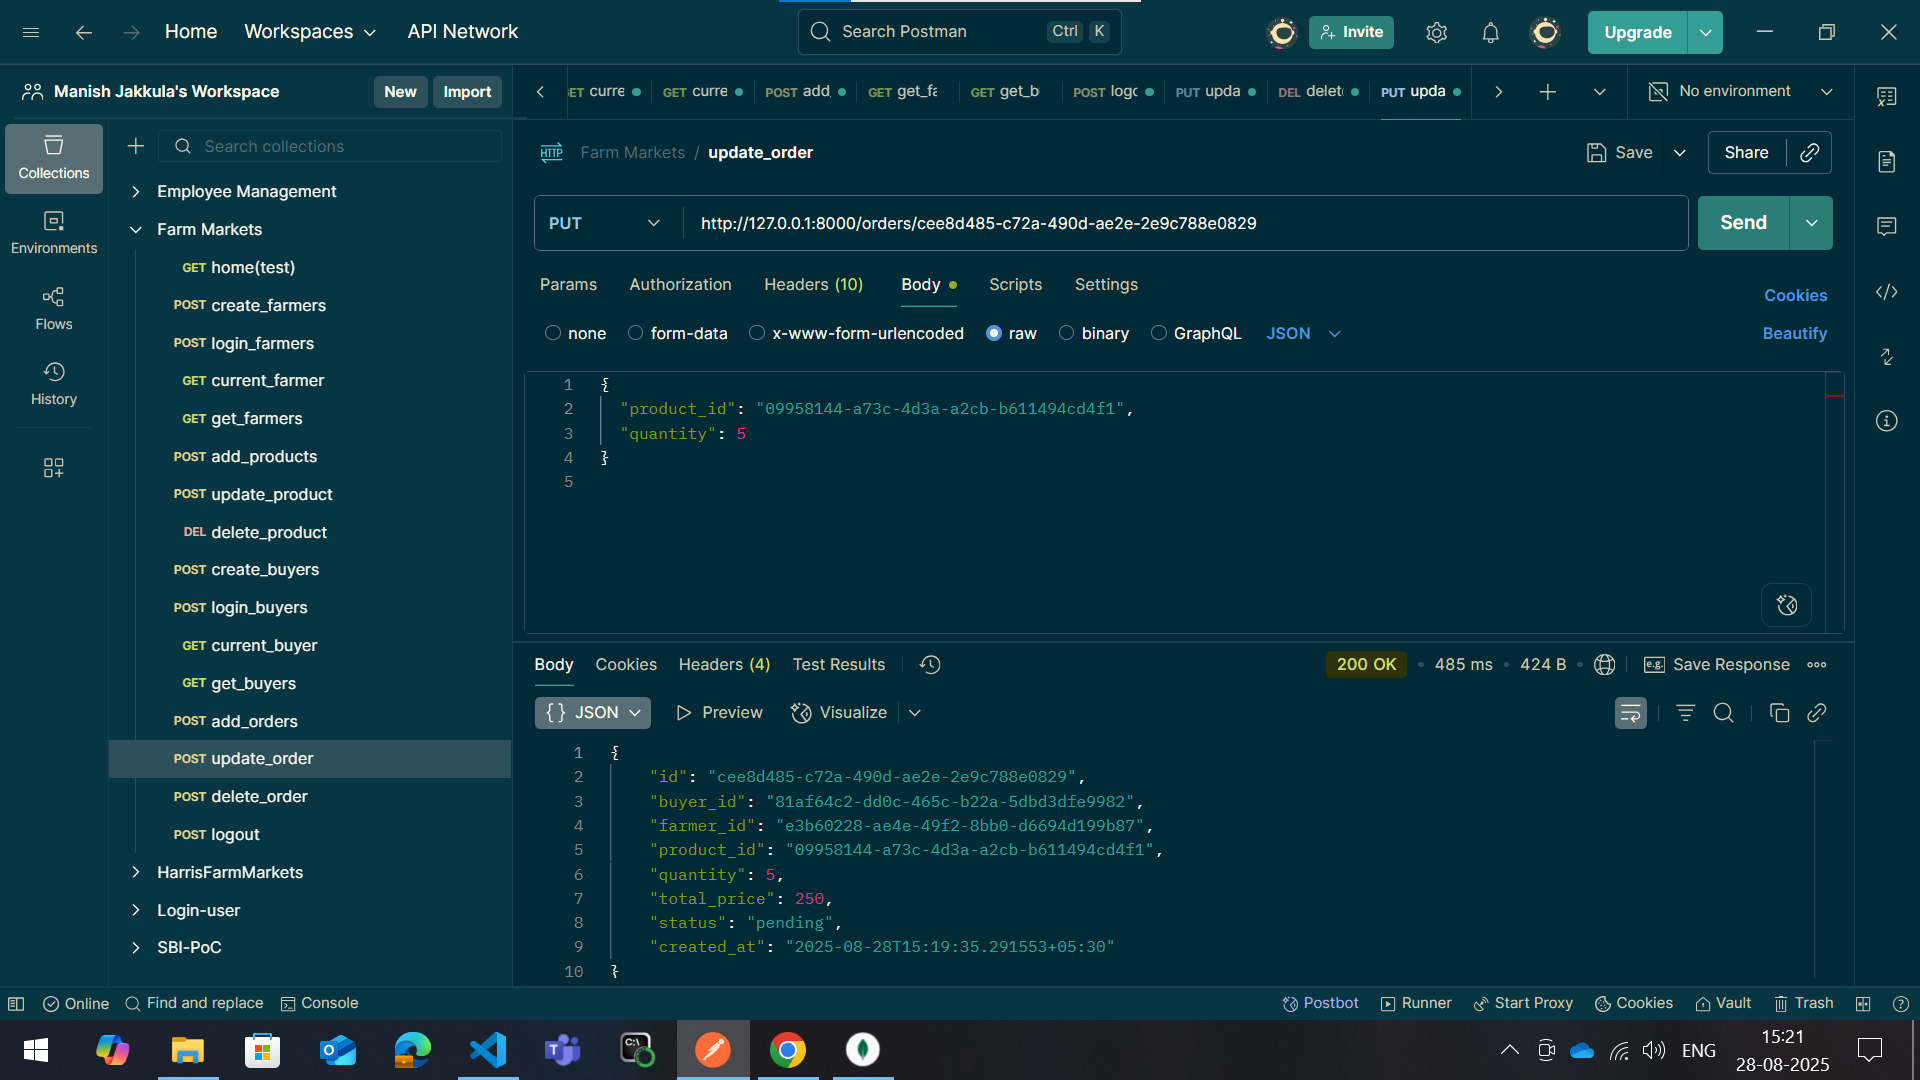 Home Workspaces API Network Search Postman Ctrl K Invite Upgrade
Manish Jakkula's Workspace New Import
GET curre GET curre POST add_ GET get_fa GET get_b POST logo PUT upda DEL delete PUT upda No environment
Collections
Environments
Flows
History
Search collections
Employee Management
Farm Markets
GET home(test)
POST create_farmers
POST login_farmers
GET current_farmer
GET get_farmers
POST add_products
POST update_product
DEL delete_product
POST create_buyers
POST login_buyers
GET current_buyer
GET get_buyers
POST add_orders
POST update_order
POST delete_order
POST logout
HarrisFarmMarkets
Login-user
SBI-PoC
HTTP Farm Markets / update_order Save Share
PUT http://127.0.0.1:8000/orders/cee8d485-c72a-490d-ae2e-2e9c788e0829 Send
Params Authorization Headers (10) Body Scripts Settings Cookies
none form-data x-www-form-urlencoded raw binary GraphQL JSON Beautify
1 {
2 "product_id": "09958144-a73c-4d3a-a2cb-b611494cd4f1",
3 "quantity": 5
4 }
5
Body Cookies Headers (4) Test Results 200 OK 485 ms 424 B e.g. Save Response
{} JSON Preview Visualize
1 {
2 "id": "cee8d485-c72a-490d-ae2e-2e9c788e0829",
3 "buyer_id": "81af64c2-dd0c-465c-b22a-5dbd3dfe9982",
4 "farmer_id": "e3b60228-ae4e-49f2-8bb0-d6694d199b87",
5 "product_id": "09958144-a73c-4d3a-a2cb-b611494cd4f1",
6 "quantity": 5,
7 "total_price": 250,
8 "status": "pending",
9 "created_at": "2025-08-28T15:19:35.291553+05:30"
10 }
Online Find and replace Console Postbot Runner Start Proxy Cookies Vault Trash
ENG 15:21
28-08-2025